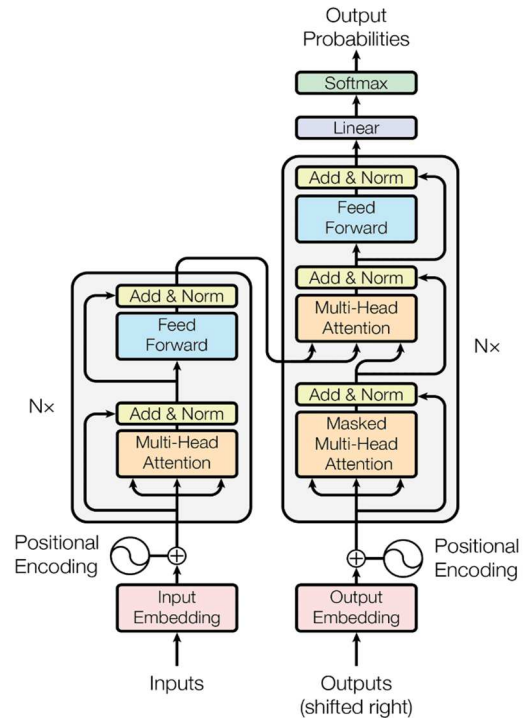 Output
Probabilities
Softmax
Linear
Add & Norm
Feed
Forward
Add & Norm
Multi-Head
Attention
N×
Add & Norm
Masked
Multi-Head
Attention
Add & Norm
Feed
Forward
N×
Add & Norm
Multi-Head
Attention
Positional
Encoding
Positional
Encoding
Input
Embedding
Output
Embedding
Inputs
Outputs
(shifted right)